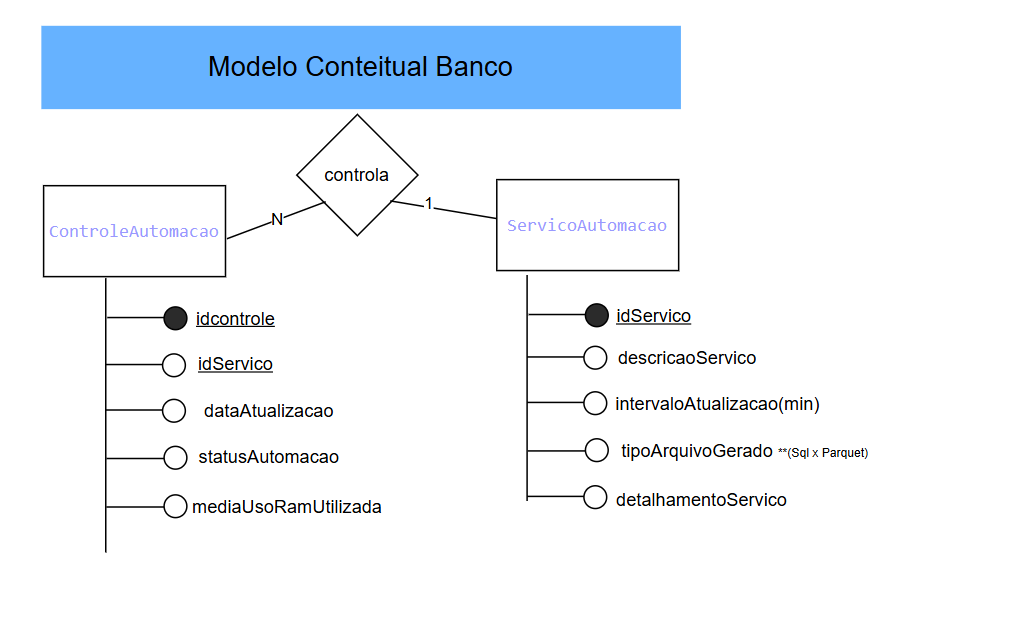 Modelo Conteitual Banco
controla
N
1
ControleAutomacao
ServicoAutomacao
idcontrole
idServico
dataAtualizacao
statusAutomacao
mediaUsoRamUtilizada
idServico
descricaoServico
intervaloAtualizacao(min)
tipoArquivoGerado **(Sql x Parquet)
detalhamentoServico